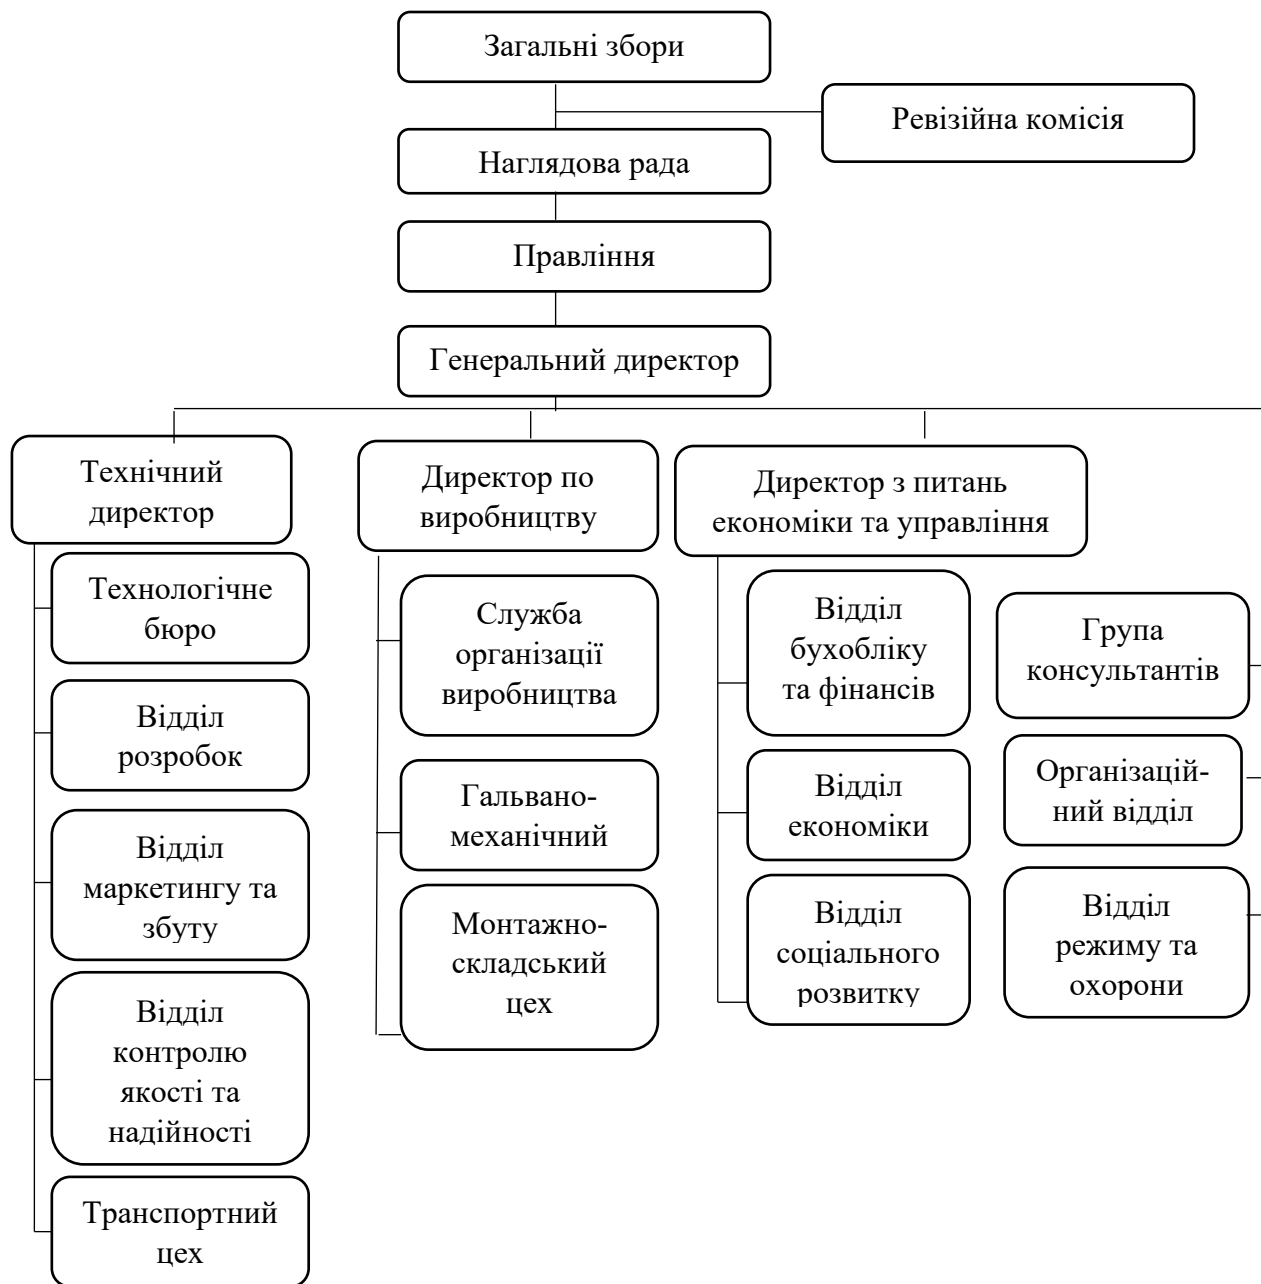 Загальні збори
Ревізійна комісія
Наглядова рада
Правління
Генеральний директор
Технічний
директор
Технологічне
бюро
Відділ
розробок
Відділ
маркетингу та
збуту
Відділ
контролю
якості та
надійності
Транспортний
цех
Директор по
виробництву
Служба
організації
виробництва
Гальвано-
механічний
Монтажно-
складський
цех
Директор з питань
економіки та управління
Відділ
бухобліку
та фінансів
Відділ
економіки
Відділ
соціального
розвитку
Група
консультантів
Організацій-
ний відділ
Відділ
режиму та
охорони